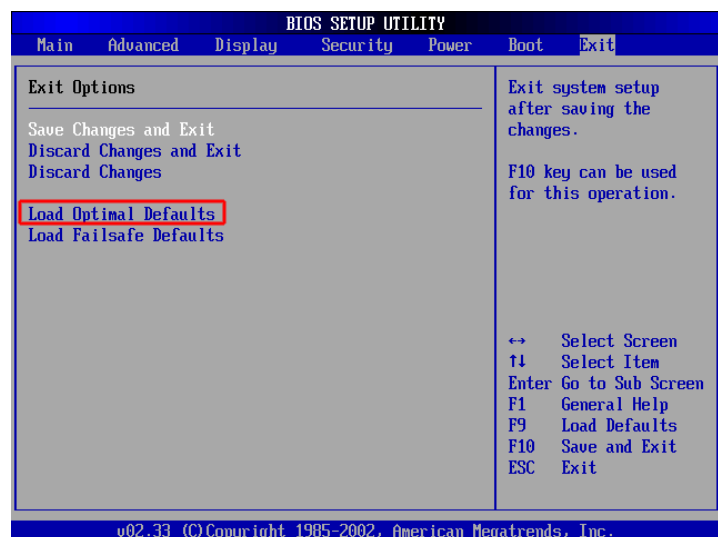 BIOS SETUP UTILITY
Main Advanced Display Security Power Boot Exit
Exit Options
Save Changes and Exit
Discard Changes and Exit
Discard Changes
Load Optimal Defaults
Load Failsafe Defaults
Exit system setup
after saving the
changes.
F10 key can be used
for this operation.
↔ Select Screen
↑↓ Select Item
Enter Go to Sub Screen
F1 General Help
F9 Load Defaults
F10 Save and Exit
ESC Exit
v02.33 (C)Copyright 1985-2002, American Megatrends, Inc.